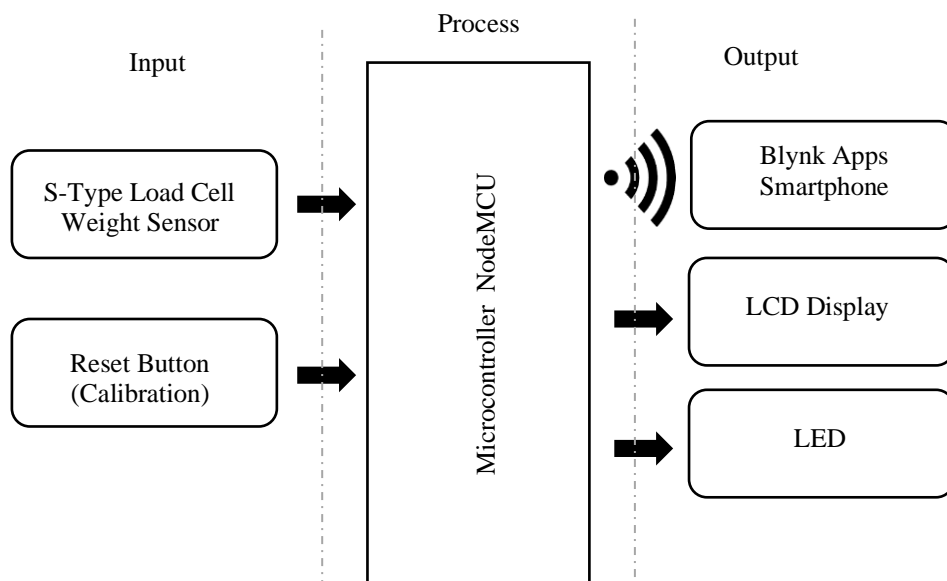 Process
Input
Output
S-Type Load Cell
Weight Sensor
Reset Button
(Calibration)
Microcontroller NodeMCU
Blynk Apps
Smartphone
LCD Display
LED